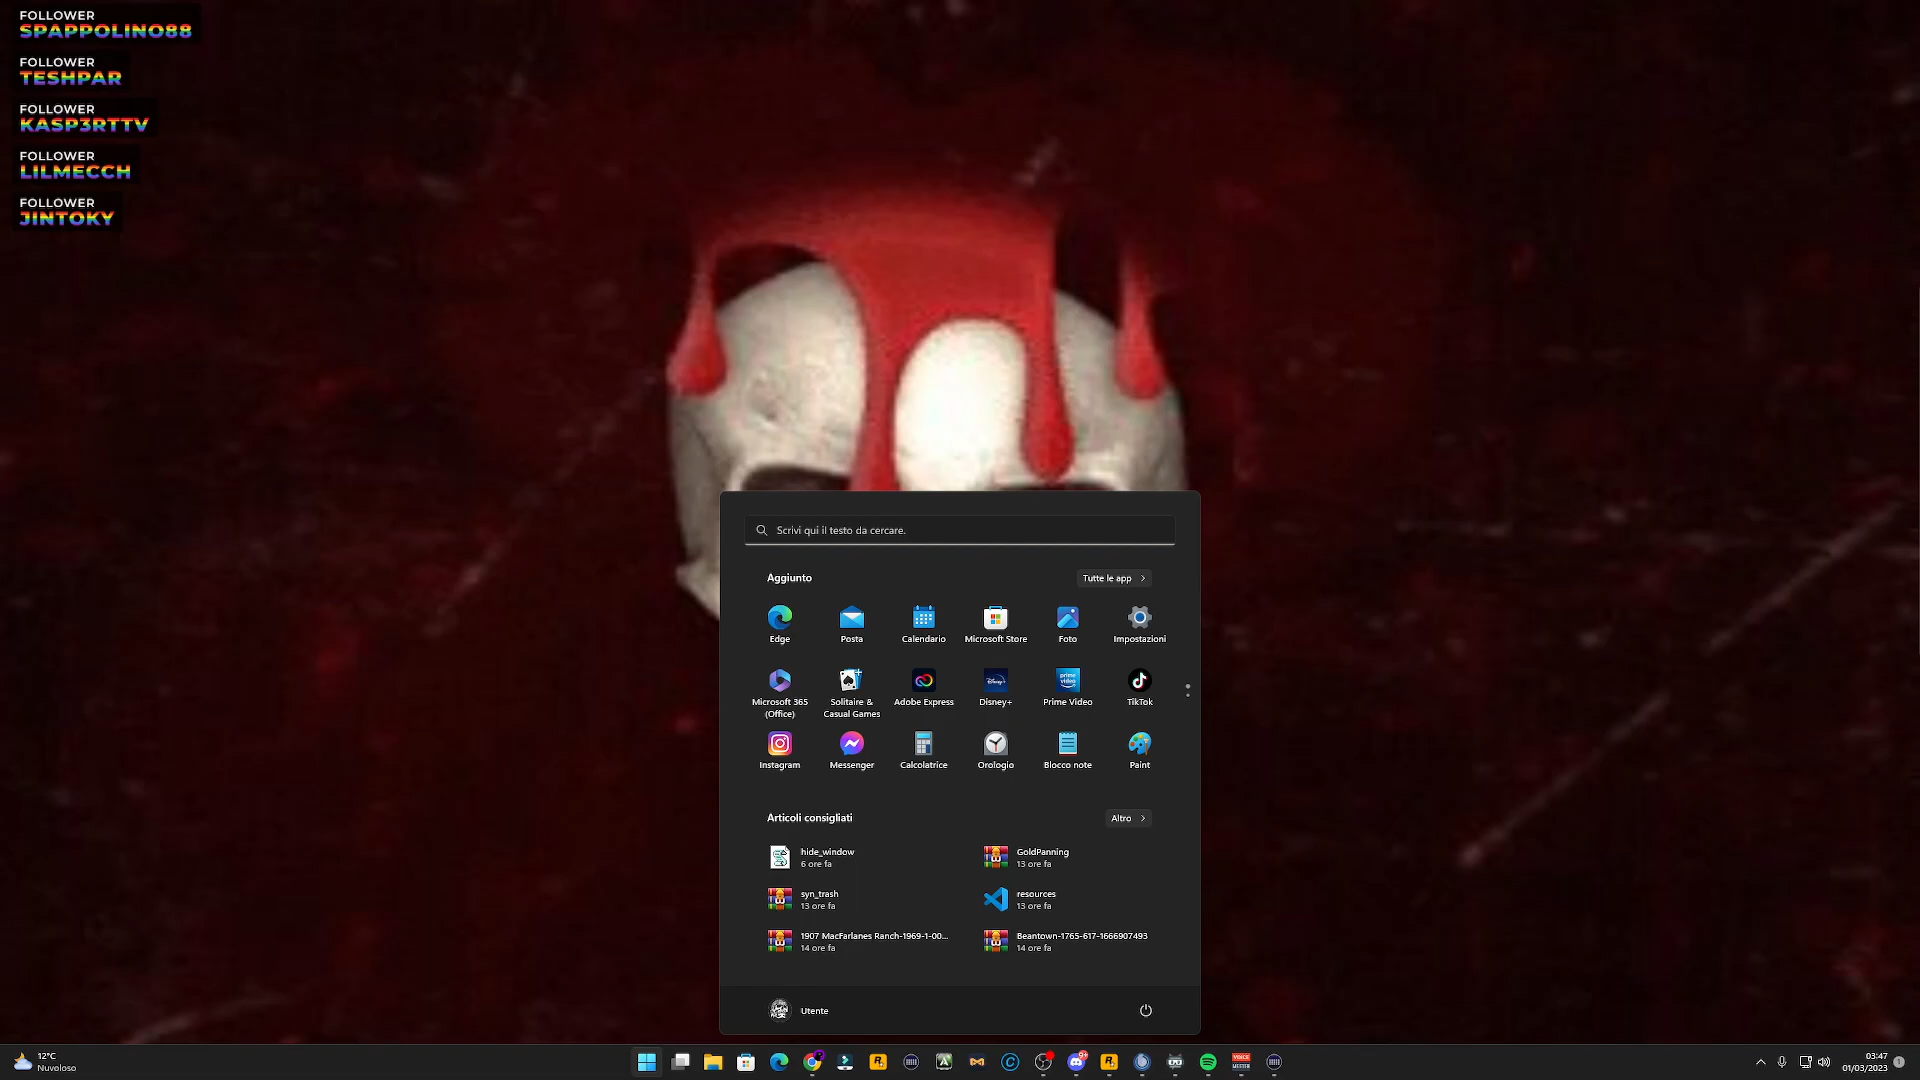 FOLLOWER
SPAPPOLINO88
FOLLOWER
TESHPAR
FOLLOWER
KASP3RTTV
FOLLOWER
LILMECCH
FOLLOWER
JINTOKY
Scrivi qui il testo da cercare.
Aggiunto
Tutte le app
Edge
Posta
Calendario
Microsoft Store
Foto
Impostazioni
Microsoft 365
(Office)
Solitaire &
Casual Games
Adobe Express
Disney+
Prime Video
TikTok
Instagram
Messenger
Calcolatrice
Orologio
Blocco note
Paint
Articoli consigliati
Altro
hide_window
6 ore fa
GoldPanning
13 ore fa
syn_trash
13 ore fa
resources
13 ore fa
1907 MacFarlanes Ranch-1969-1-00...
14 ore fa
Beantown-1765-617-1666907493
14 ore fa
Utente
12°C
Nuvoloso
9+
03:47
01/03/2023
1